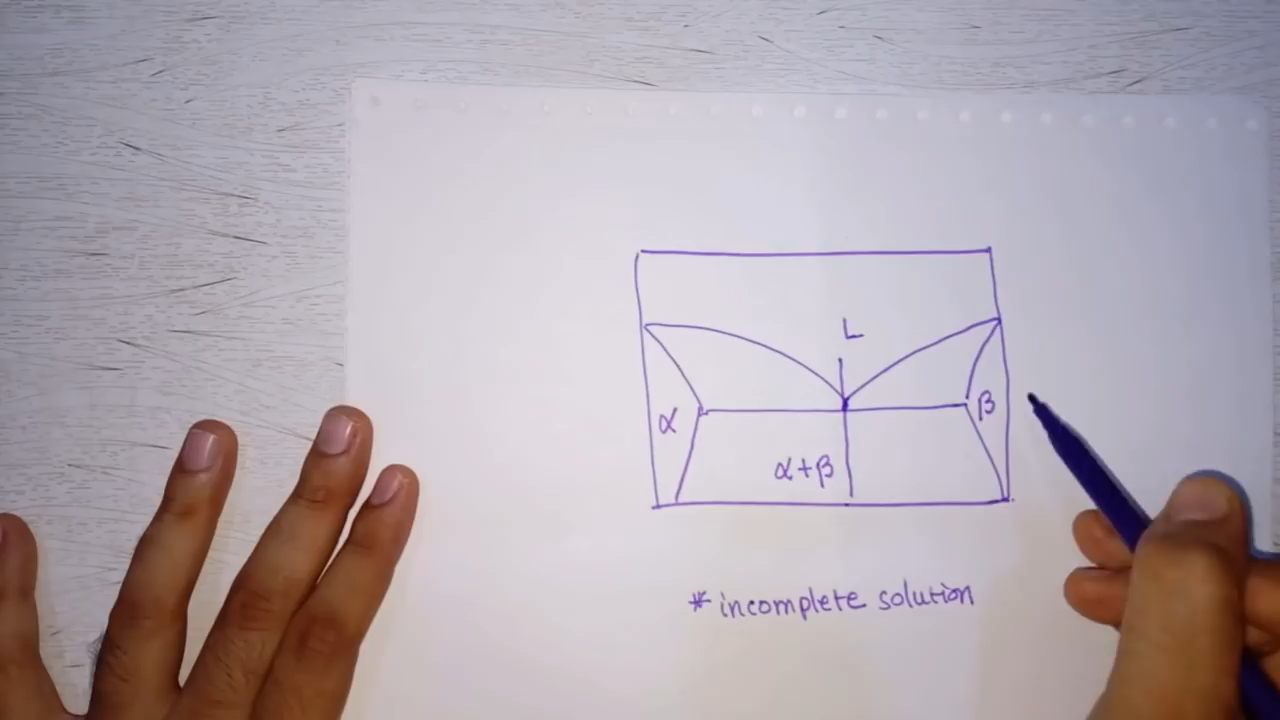 L
α
β
α+β
* incomplete solution